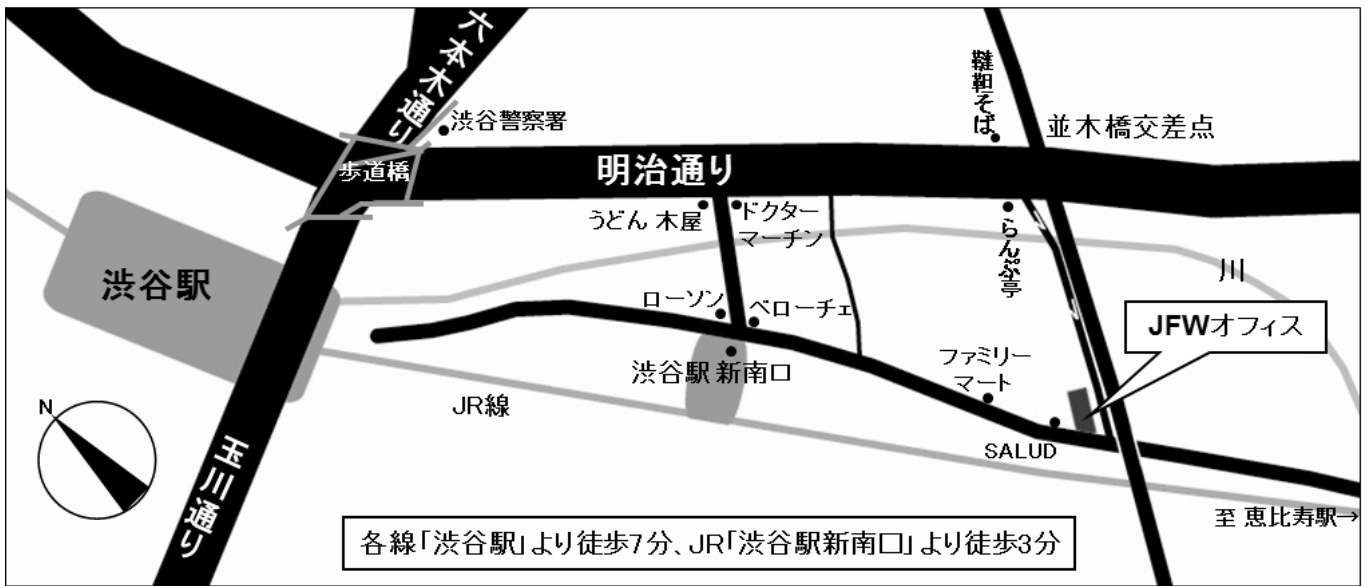 六本木通り
渋谷警察署
歩道橋
明治通り
韃靼そば
並木橋交差点
うどん 木屋
ドクター
マーチン
らんぷ亭
川
渋谷駅
ローソン
ベローチェ
JFWオフィス
渋谷駅 新南口
ファミリー
マート
JR線
SALUD
N
玉川通り
至 恵比寿駅→
各線「渋谷駅」より徒歩7分、JR「渋谷駅新南口」より徒歩3分